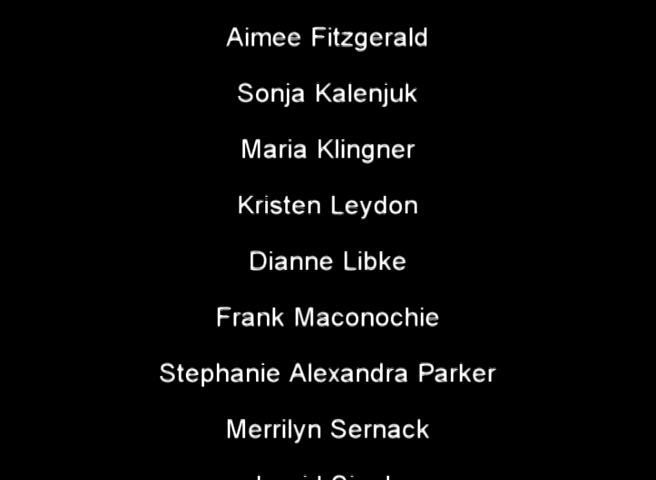 Aimee Fitzgerald
Sonja Kalenjuk
Maria Klingner
Kristen Leydon
Dianne Libke
Frank Maconochie
Stephanie Alexandra Parker
Merrilyn Sernack